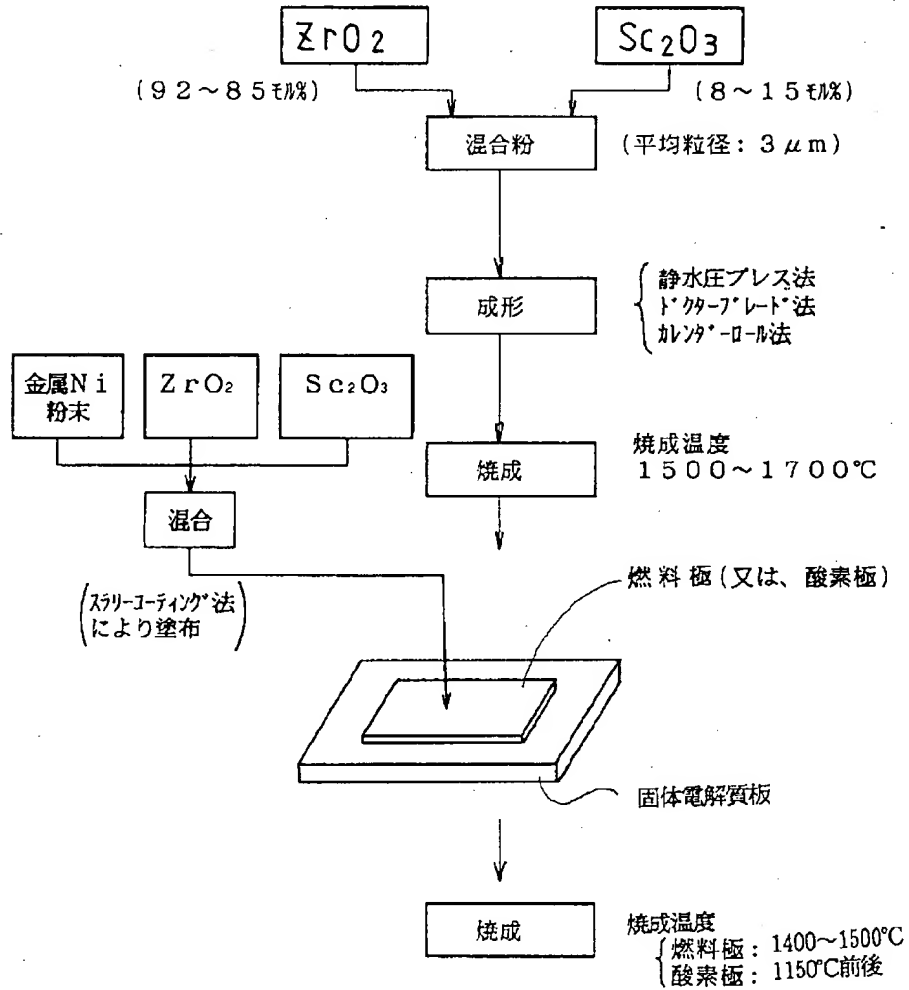 ZrO2
Sc2O3
(92～85モル%)
(8～15モル%)
混合粉
(平均粒径：3μm)
成形
静水圧プレス法
ドクターブレード法
カレンダーロール法
金属Ni
粉末
ZrO2
Sc2O3
焼成
焼成温度
1500～1700℃
混合
(スラリーコーティング法
により塗布)
燃料極(又は、酸素極)
固体電解質板
焼成
焼成温度
燃料極：1400～1500℃
酸素極：1150℃前後